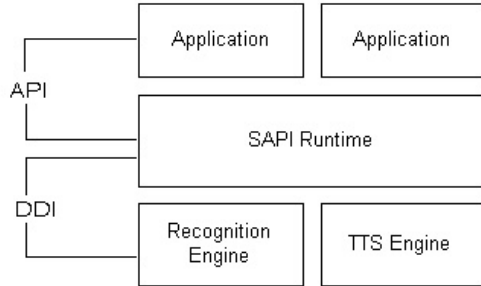 Application
Application
API
SAPI Runtime
DDI
Recognition
Engine
TTS Engine